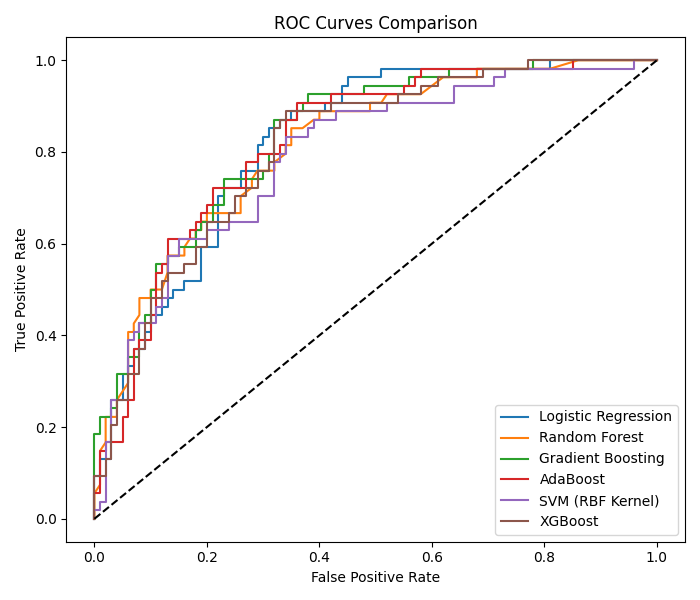 ROC Curves Comparison
True Positive Rate
1.0
0.8
0.6
0.4
0.2
0.0
Logistic Regression
Random Forest
Gradient Boosting
AdaBoost
SVM (RBF Kernel)
XGBoost
0.0 0.2 0.4 0.6 0.8 1.0
False Positive Rate